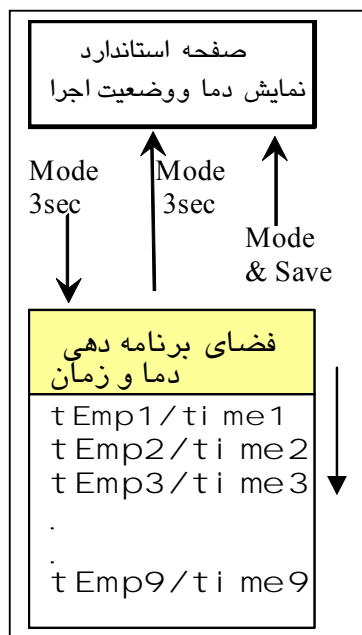 صفحه استاندارد
نمایش دما ووضعیت اجرا
Mode
3sec
Mode
3sec
Mode
& Save
فضای برنامه دهی
دما و زمان
tEmp1/time1
tEmp2/time2
tEmp3/time3
.
.
tEmp9/time9